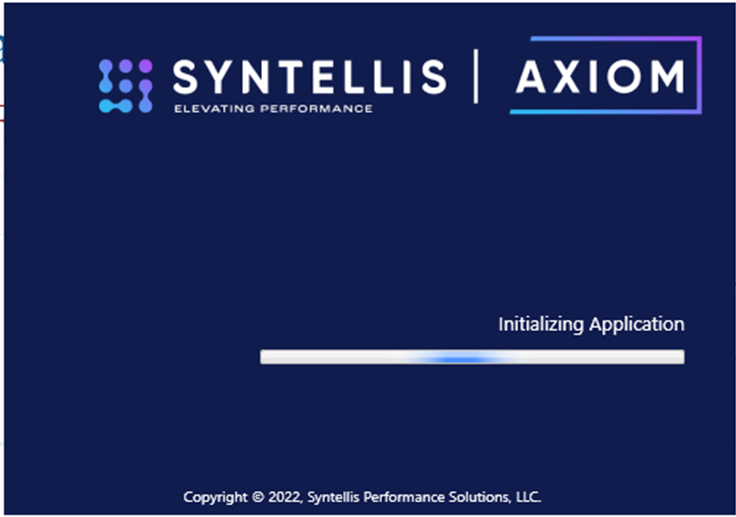 SYNTELLIS | AXIOM
ELEVATING PERFORMANCE
Initializing Application
Copyright © 2022, Syntellis Performance Solutions, LLC.